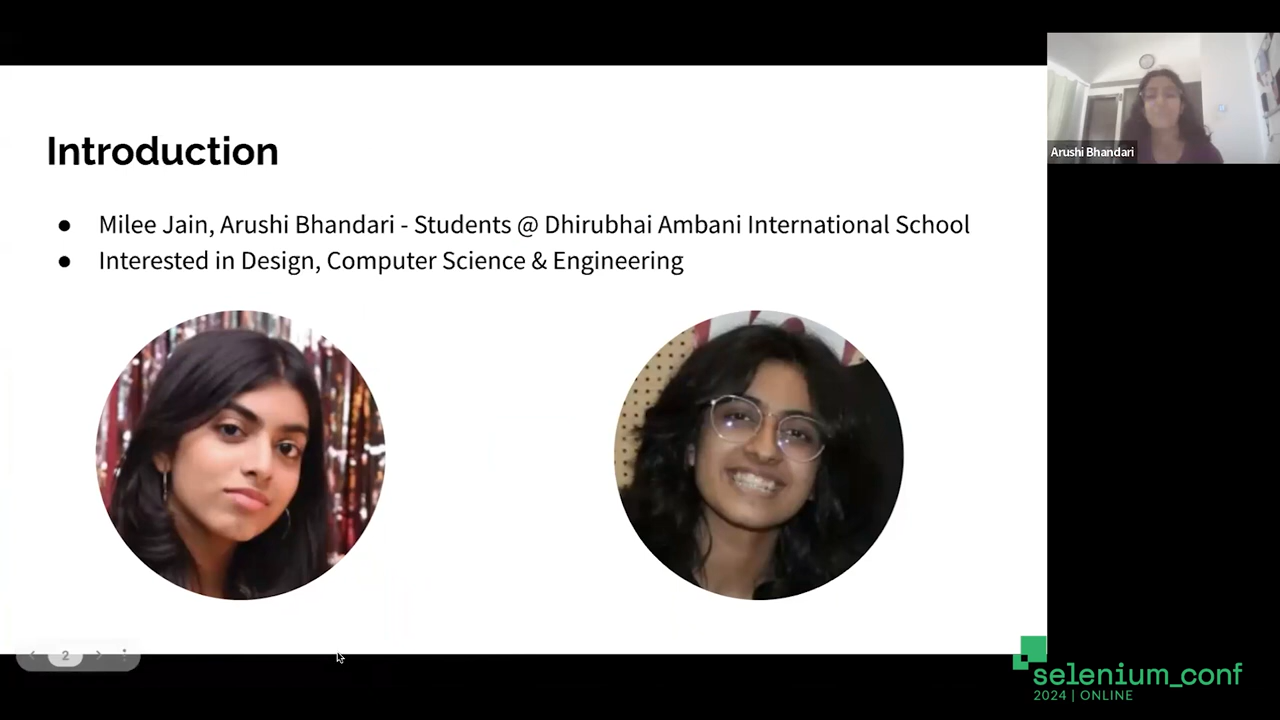 Introduction
● Milee Jain, Arushi Bhandari - Students @ Dhirubhai Ambani International School
● Interested in Design, Computer Science & Engineering
Arushi Bhandari
2
selenium_conf
2024 | ONLINE